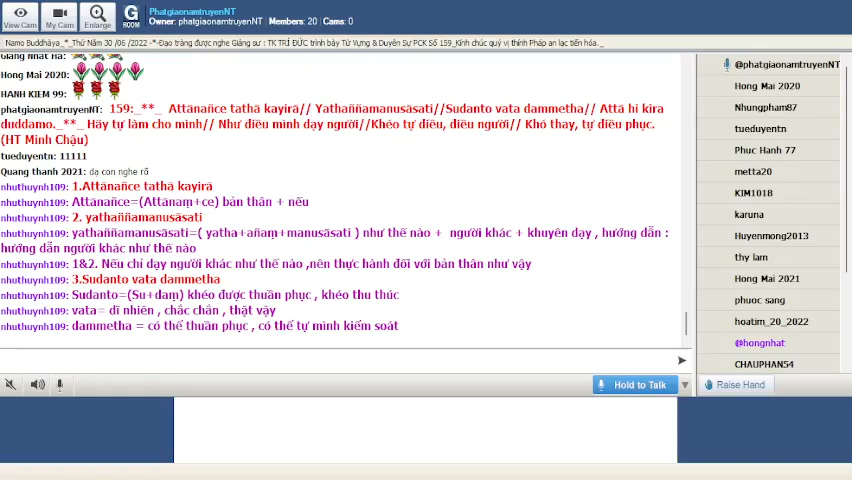 View Cam
My Cam
Enlarge
G
ROOM
PhatgiaonamtruyenNT
Owner: phatgiaonamtruyenNT | Members: 20 | Cams: 0
Namo Buddhàya_*_Thứ Năm 30 /06 /2022 -*-Đạo tràng được nghe Giảng sư : TK TRÍ ĐỨC trình bày Từ Vựng &Duyên Sự PCK Số 159_Kính chúc quý vị thính Pháp an lạc tiến hóa._
Giang Nhat Ha:
Hong Mai 2020:
HANH KIEM 99:
phatgiaonamtruyenNT: 159:_**_ Attānañce tathā kayirā// Yathaññamanusāsati//Sudanto vata dammetha// Attā hi kira
duddamo._**_ Hãy tự làm cho mình// Như điều mình dạy người//Khéo tự điều, điều người// Khó thay, tự điều phục.
(HT Minh Châu)
tueduyentn: 11111
Quang thanh 2021: dạ con nghe rõ
nhuthuynh109: 1.Attānañce tathā kayirā
nhuthuynh109: Attānañce=(Attānaṃ+ce) bản thân + nếu
nhuthuynh109: 2. yathaññamanusāsati
nhuthuynh109: yathaññamanusāsati=( yatha+añaṃ+manusāsati ) như thế nào + người khác + khuyên dạy , hướng dẫn :
hướng dẫn người khác như thế nào
nhuthuynh109: 1&2. Nếu chỉ dạy người khác như thế nào ,nên thực hành đối với bản thân như vậy
nhuthuynh109: 3.Sudanto vata dammetha
nhuthuynh109: Sudanto=(Su+daṃ) khéo được thuần phục , khéo thu thúc
nhuthuynh109: vata= dĩ nhiên , chắc chắn , thật vậy
nhuthuynh109: dammetha = có thể thuần phục , có thể tự mình kiểm soát
Hold to Talk
@phatgiaonamtruyenNT
Hong Mai 2020
Nhungpham87
tueduyentn
Phuc Hanh 77
metta20
KIM1018
karuna
Huyenmong2013
thy lam
Hong Mai 2021
phuoc sang
hoatim_20_2022
@hongnhat
CHAUPHAN54
Raise Hand